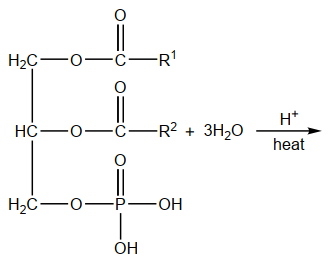 O
H₂C—O—C—R¹
O
HC—O—C—R² + 3H₂O H⁺
heat
O
H₂C—O—P—OH
OH